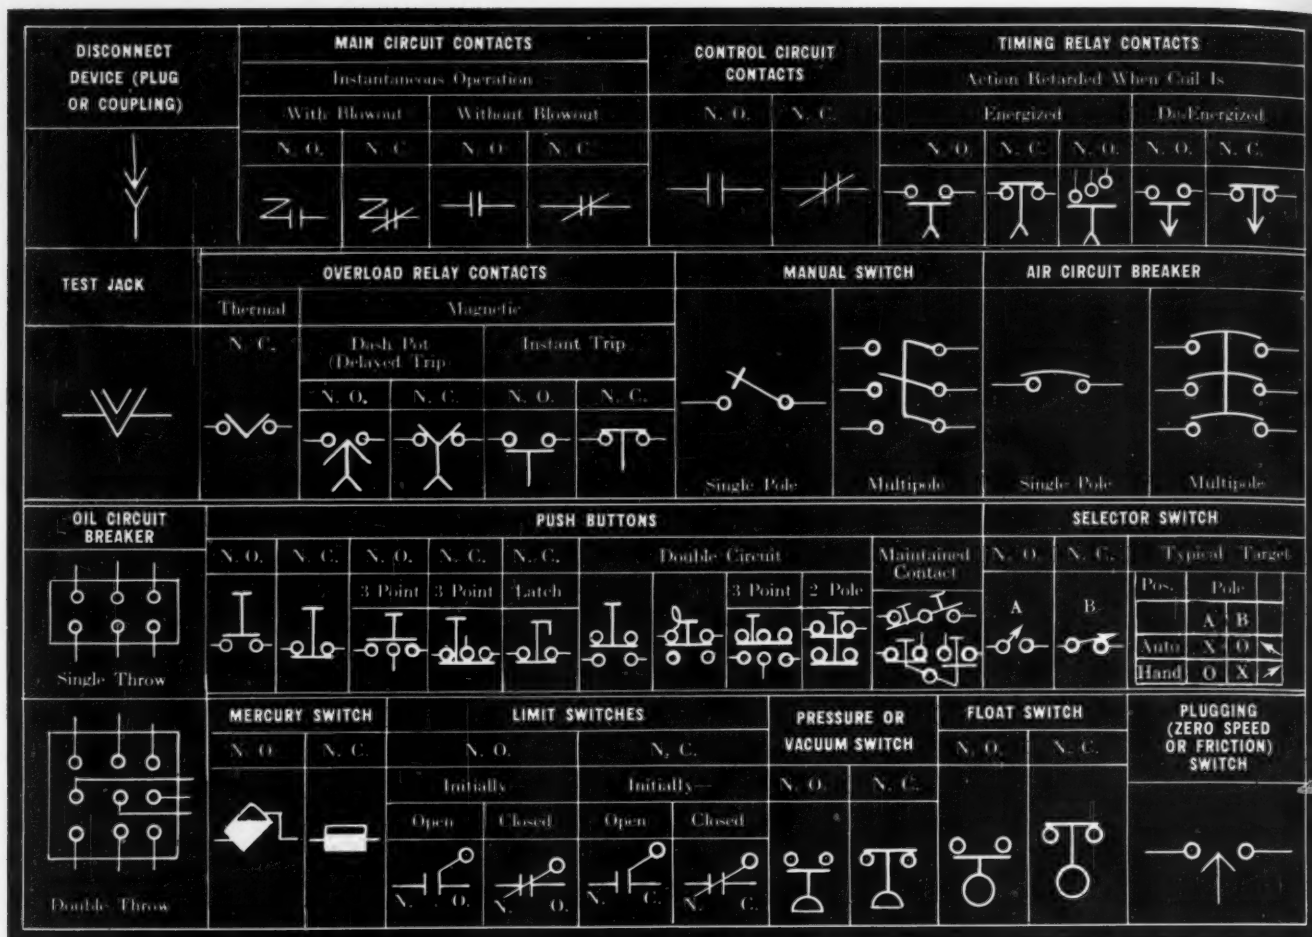 DISCONNECT
DEVICE (PLUG
OR COUPLING)
MAIN CIRCUIT CONTACTS
Instantaneous Operation
With Blowout
Without Blowout
N. O.
N. C.
N. O.
N. C.
CONTROL CIRCUIT
CONTACTS
N. O.
N. C.
TIMING RELAY CONTACTS
Action Retarded When Coil Is
Energized
De-Energized
N. O.
N. C.
N. O.
N. O.
N. C.
TEST JACK
OVERLOAD RELAY CONTACTS
Thermal
Magnetic
N. C.
Dash Pot
(Delayed Trip
Instant Trip
N. O.
N. C.
N. O.
N. C.
MANUAL SWITCH
Single Pole
Multipole
AIR CIRCUIT BREAKER
Single Pole
Multipole
OIL CIRCUIT
BREAKER
Single Throw
PUSH BUTTONS
N. O.
N. C.
N. O.
N. C.
N. C.
Double Circuit
Maintained
Contact
3 Point
3 Point
Latch
3 Point
2 Pole
SELECTOR SWITCH
N. O.
N. C.
Typical Target
A
B
Pos.
Pole
A B
Auto X O
Hand O X
Double Throw
MERCURY SWITCH
N. O.
N. C.
LIMIT SWITCHES
N. O.
N. C.
Initially—
Initially—
Open
Closed
Open
Closed
N. O.
N. O.
N. C.
N. C.
PRESSURE OR
VACUUM SWITCH
N. O.
N. C.
FLOAT SWITCH
N. O.
N. C.
PLUGGING
(ZERO SPEED
OR FRICTION)
SWITCH